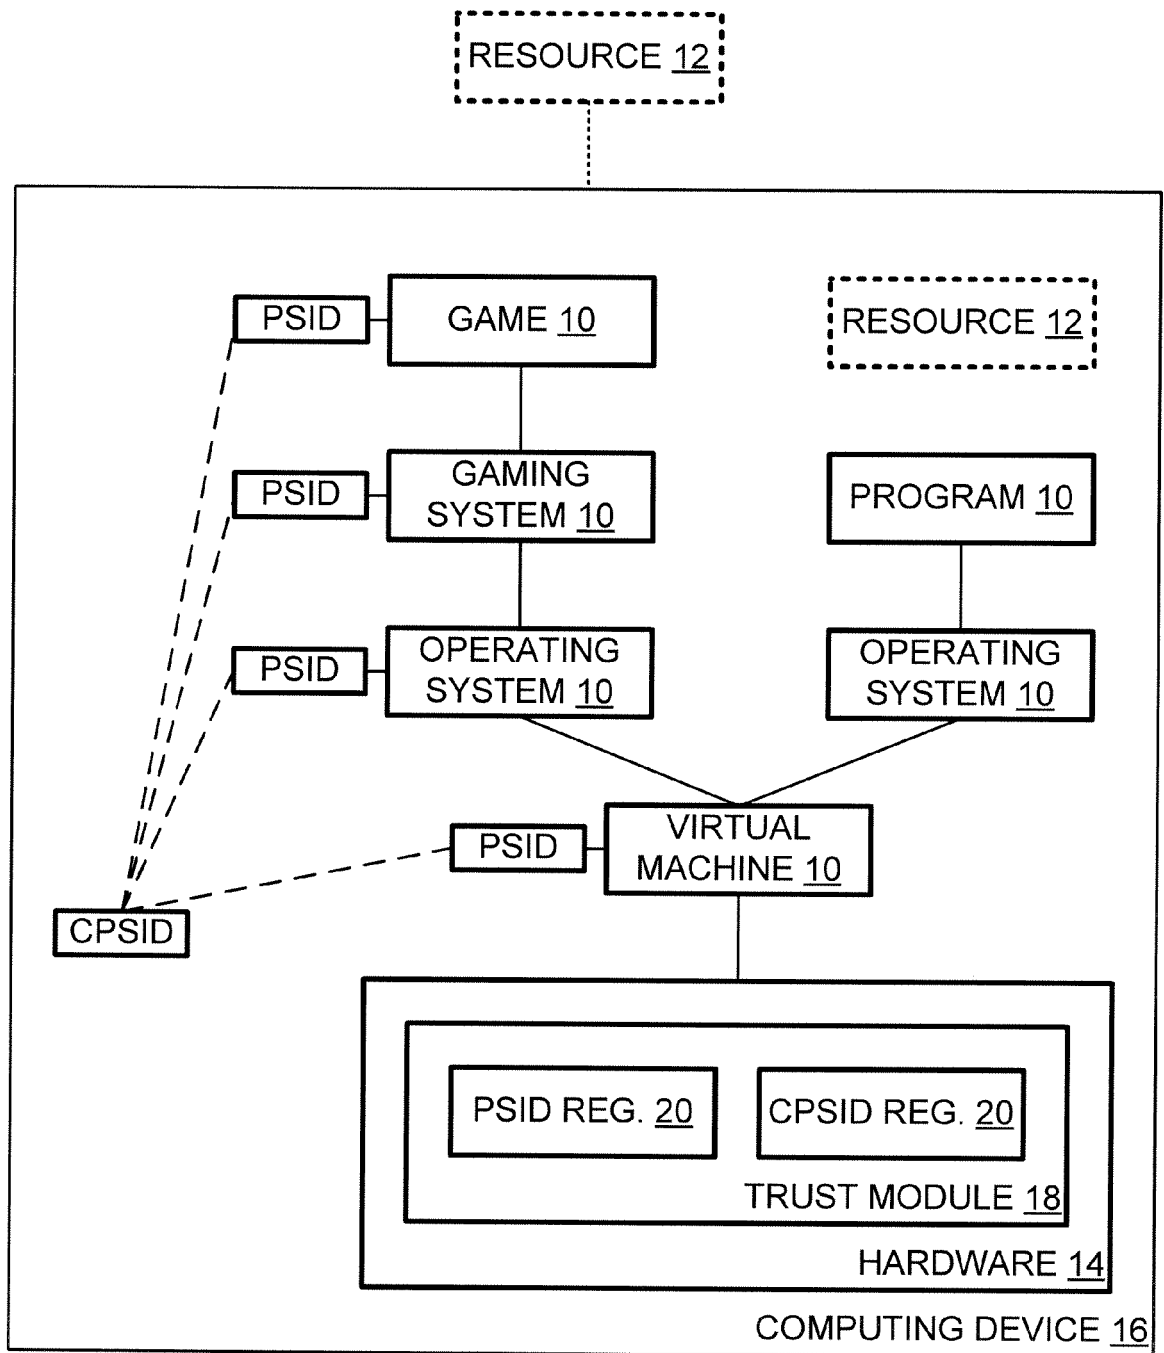 RESOURCE 12
PSID
GAME 10
RESOURCE 12
PSID
GAMING
SYSTEM 10
PROGRAM 10
PSID
OPERATING
SYSTEM 10
OPERATING
SYSTEM 10
PSID
VIRTUAL
MACHINE 10
CPSID
PSID REG. 20
CPSID REG. 20
TRUST MODULE 18
HARDWARE 14
COMPUTING DEVICE 16